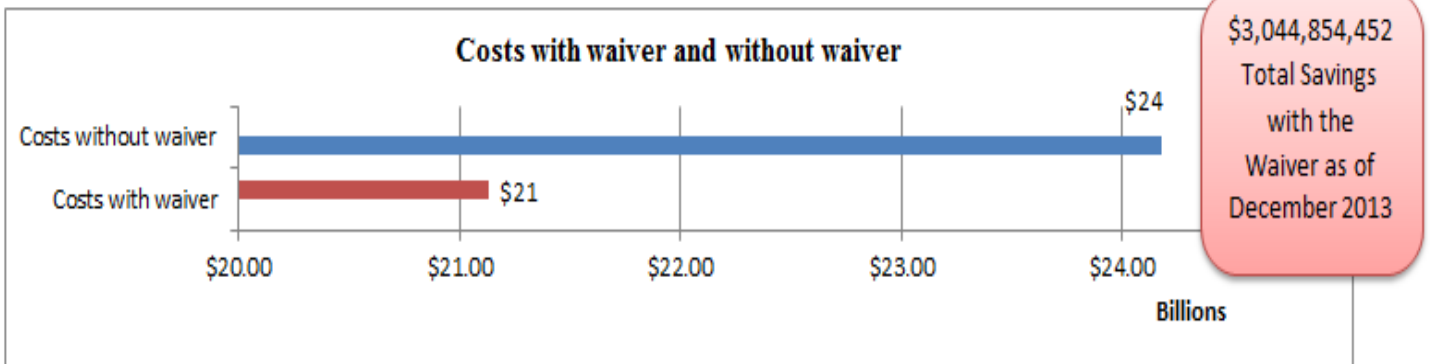 Costs with waiver and without waiver
$24
Costs without waiver
Costs with waiver
$21
$20.00 $21.00 $22.00 $23.00 $24.00
Billions
$3,044,854,452
Total Savings
with the
Waiver as of
December 2013